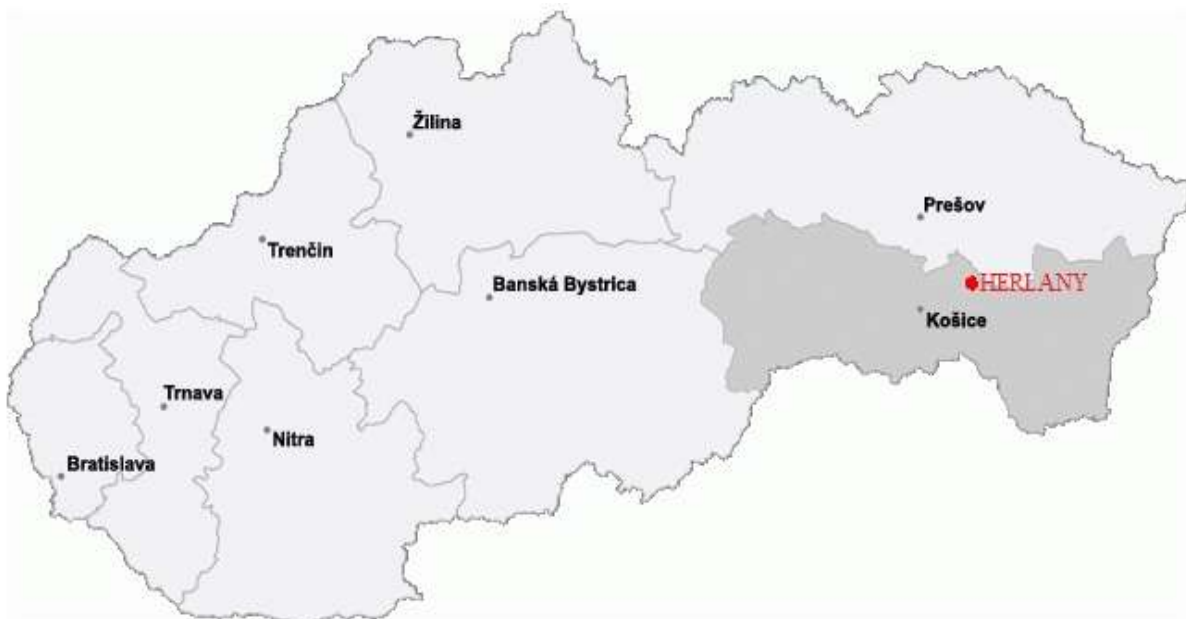 Žilina
Prešov
Trenčín
Banská Bystrica
HERLANY
Košice
Trnava
Nitra
Bratislava